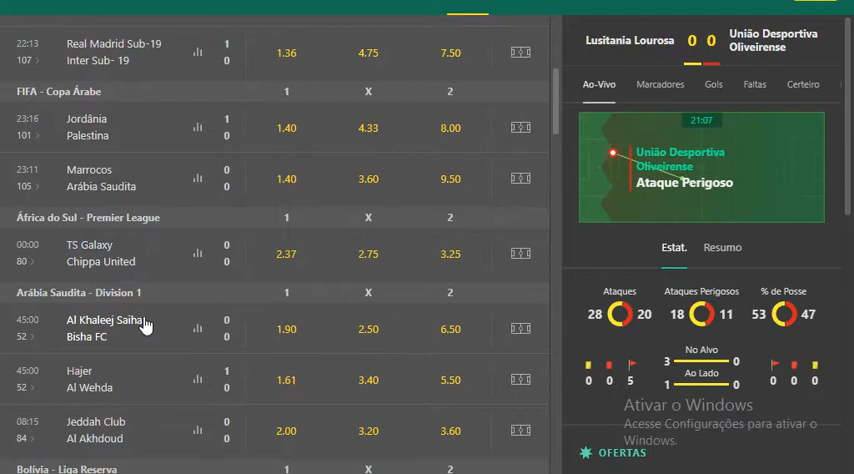 22:13 Real Madrid Sub-19 1 1.36 4.75 7.50
107 > Inter Sub- 19 0
FIFA - Copa Árabe 1 X 2
23:16 Jordânia 1 1.40 4.33 8.00
101 > Palestina 0
23:11 Marrocos 1 1.40 3.60 9.50
105 > Arábia Saudita 0
África do Sul - Premier League 1 X 2
00:00 TS Galaxy 0 2.37 2.75 3.25
80 > Chippa United 0
Arábia Saudita - Division 1 1 X 2
45:00 Al Khaleej Saiha 0 1.90 2.50 6.50
52 > Bisha FC 0
45:00 Hajer 1 1.61 3.40 5.50
52 > Al Wehda 0
08:15 Jeddah Club 0 2.00 3.20 3.60
84 > Al Akhdoud 0
Bolívia - Liga Reserva 1 X 2
Lusitania Lourosa 0 0 União Desportiva
Oliveirense
Ao-Vivo Marcadores Gols Faltas Certeiro
21:07
União Desportiva
Oliveirense
Ataque Perigoso
Estat. Resumo
Ataques Ataques Perigosos % de Posse
28 20 18 11 53 47
No Alvo
3 0
Ao Lado
0 0 5 1 0 0 0 0
Ativar o Windows
Acesse Configurações para ativar o
Windows.
OFERTAS